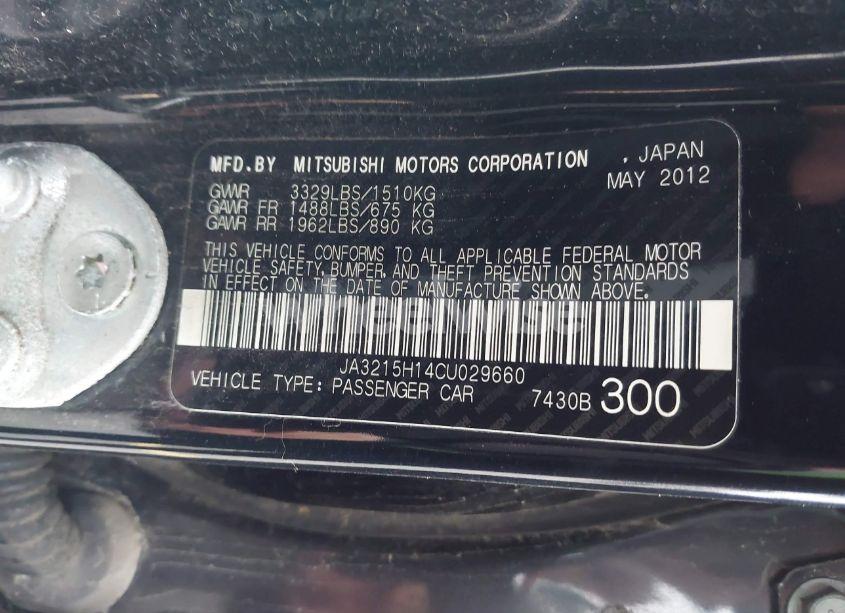 MFD.BY MITSUBISHI MOTORS CORPORATION , JAPAN
MAY 2012
GVWR 3329LBS/1510KG
GAWR FR 1488LBS/675 KG
GAWR RR 1962LBS/890 KG
THIS VEHICLE CONFORMS TO ALL APPLICABLE FEDERAL MOTOR
VEHICLE SAFETY, BUMPER, AND THEFT PREVENTION STANDARDS
IN EFFECT ON THE DATE OF MANUFACTURE SHOWN ABOVE.
wheelwise
JA3215H14CU029660
VEHICLE TYPE: PASSENGER CAR 7430B 300